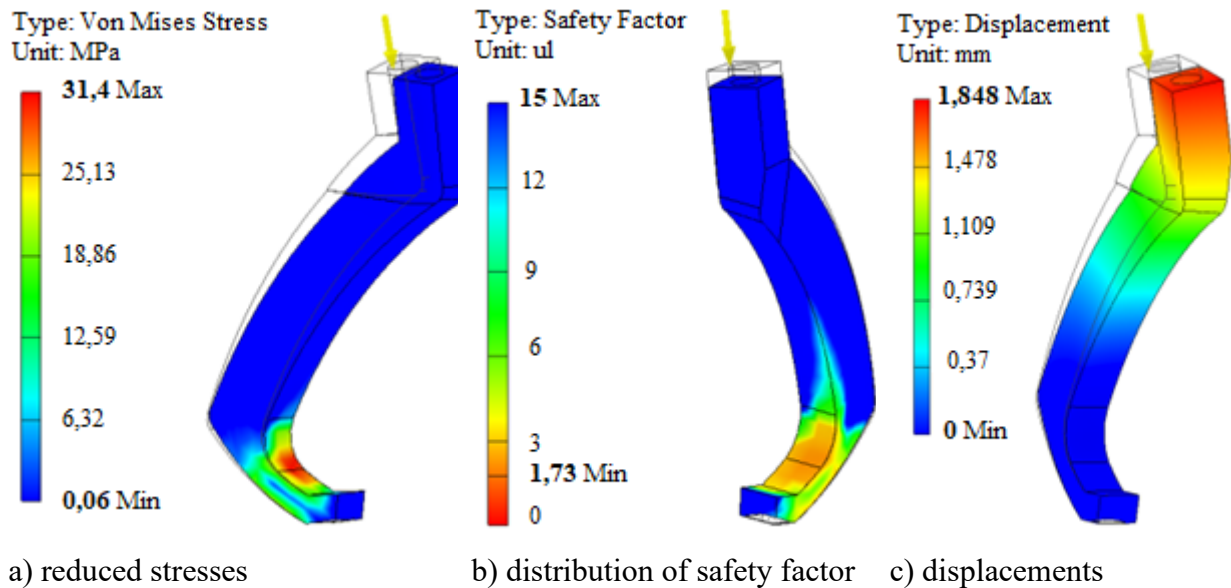 Type: Von Mises Stress
Unit: MPa
31,4 Max
25,13
18,86
12,59
6,32
0,06 Min
Type: Safety Factor
Unit: ul
15 Max
12
9
6
3
1,73 Min
0
Type: Displacement
Unit: mm
1,848 Max
1,478
1,109
0,739
0,37
0 Min
a) reduced stresses
b) distribution of safety factor
c) displacements